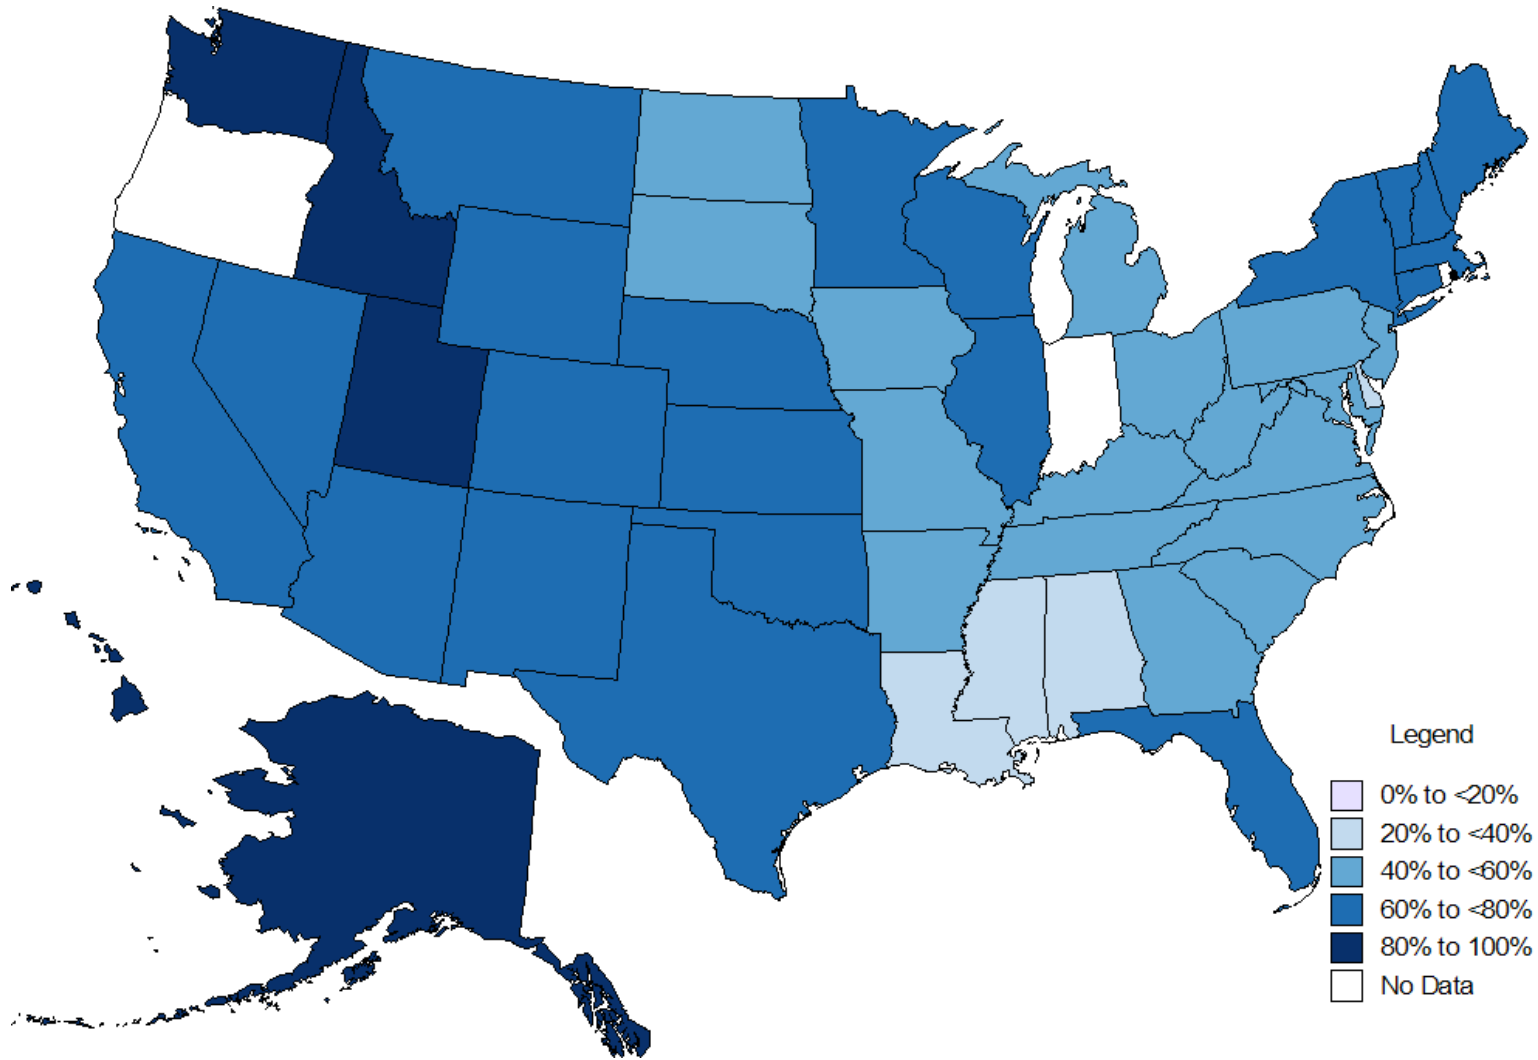 Legend
0% to <20%
20% to <40%
40% to <60%
60% to <80%
80% to 100%
No Data